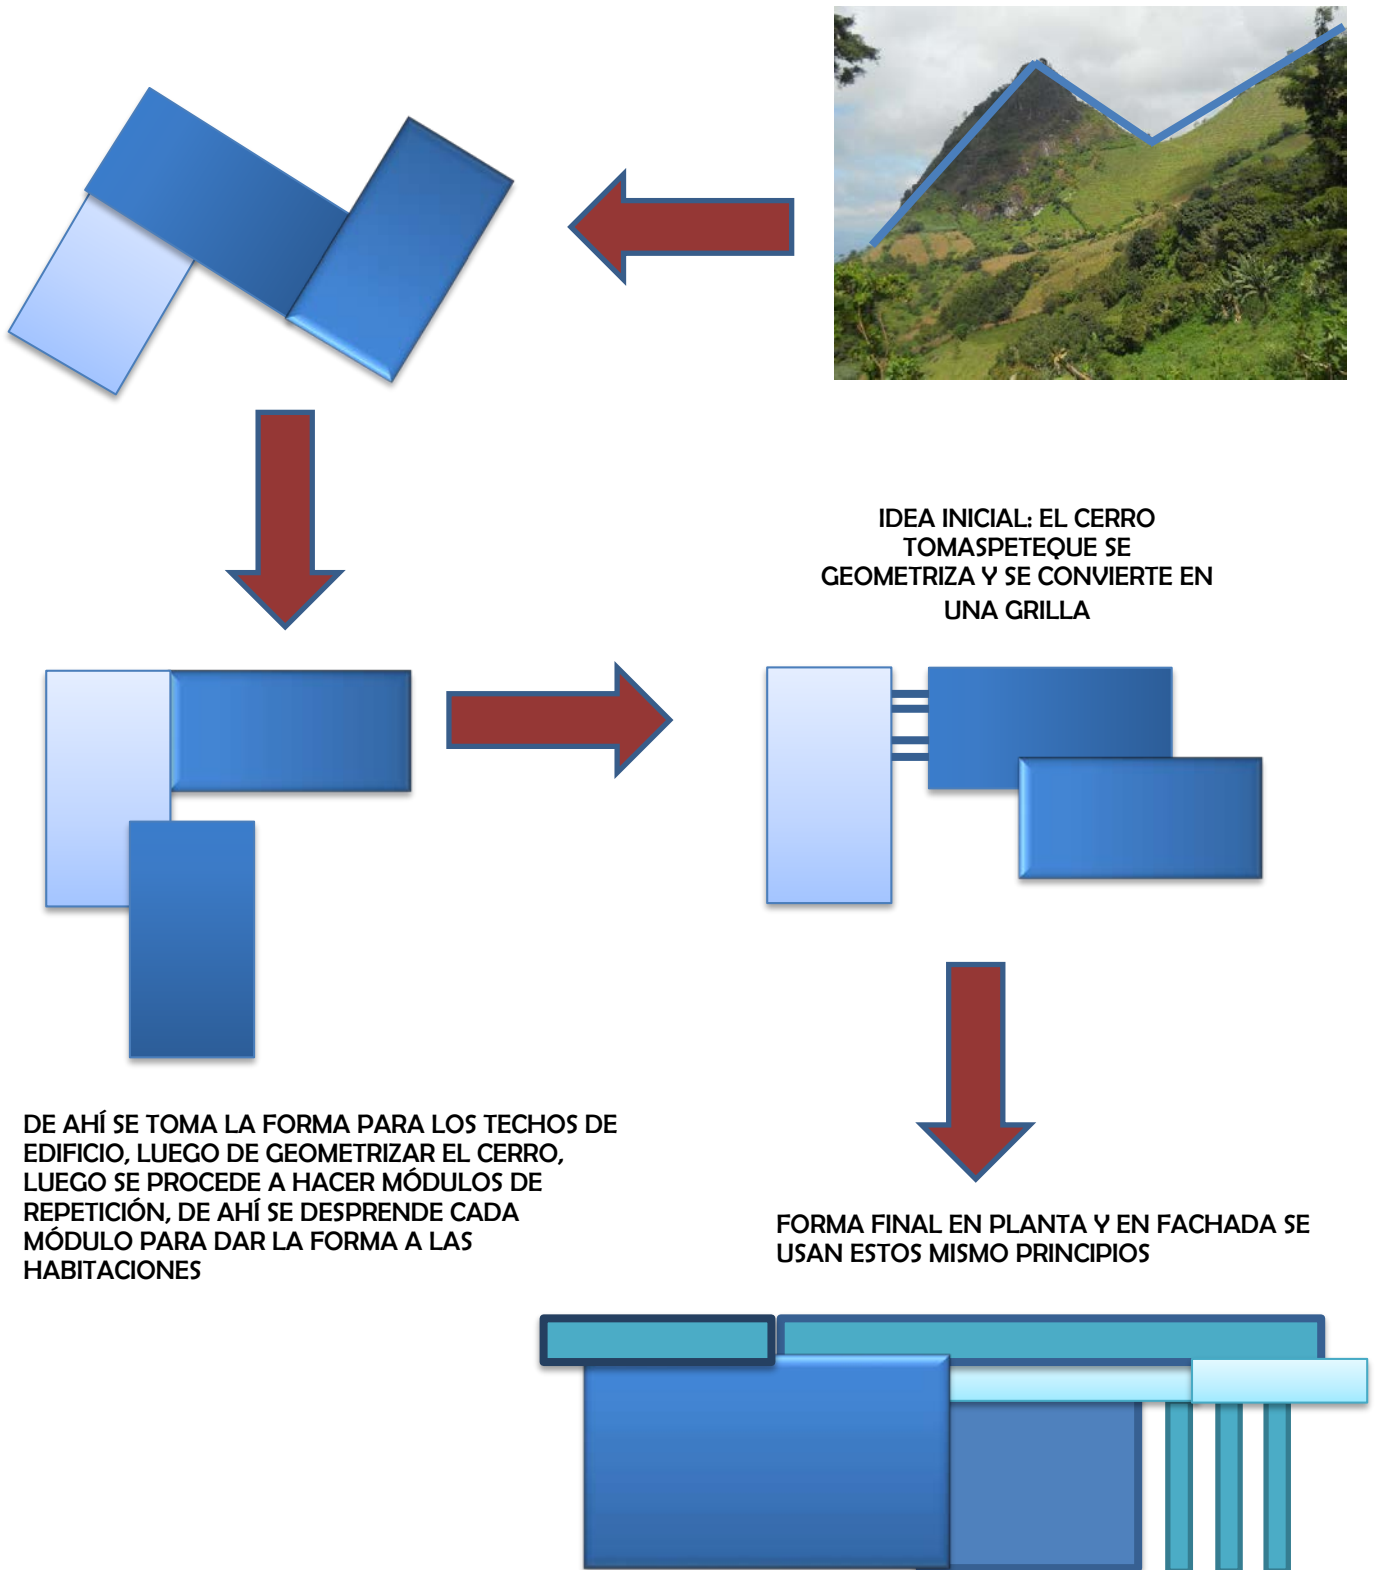 IDEA INICIAL: EL CERRO
TOMASPETEQUE SE
GEOMETRIZA Y SE CONVIERTE EN
UNA GRILLA
DE AHÍ SE TOMA LA FORMA PARA LOS TECHOS DE
EDIFICIO, LUEGO DE GEOMETRIZAR EL CERRO,
LUEGO SE PROCEDE A HACER MÓDULOS DE
REPETICIÓN, DE AHÍ SE DESPRENDE CADA
MÓDULO PARA DAR LA FORMA A LAS
HABITACIONES
FORMA FINAL EN PLANTA Y EN FACHADA SE
USAN ESTOS MISMO PRINCIPIOS